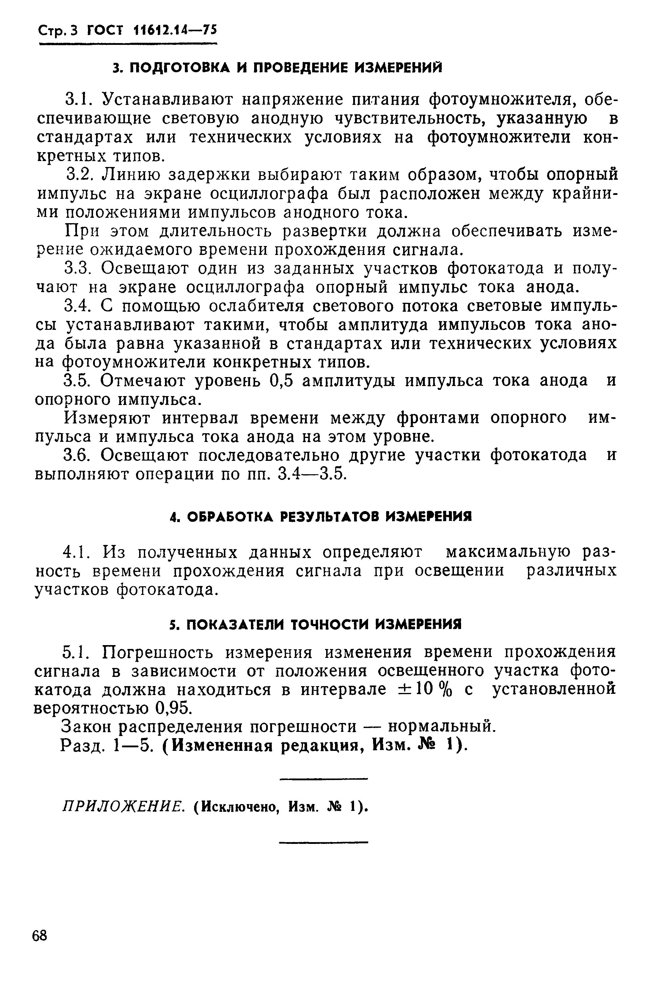 Стр. 3 ГОСТ 11612.14—75
3. ПОДГОТОВКА И ПРОВЕДЕНИЕ ИЗМЕРЕНИЙ
3.1. Устанавливают напряжение питания фотоумножителя, обе-
спечивающие световую анодную чувствительность, указанную в
стандартах или технических условиях на фотоумножители кон-
кретных типов.
3.2. Линию задержки выбирают таким образом, чтобы опорный
импульс на экране осциллографа был расположен между крайни-
ми положениями импульсов анодного тока.
При этом длительность развертки должна обеспечивать изме-
рение ожидаемого времени прохождения сигнала.
3.3. Освещают один из заданных участков фотокатода и полу-
чают на экране осциллографа опорный импульс тока анода.
3.4. С помощью ослабителя светового потока световые импуль-
сы устанавливают такими, чтобы амплитуда импульсов тока ано-
да была равна указанной в стандартах или технических условиях
на фотоумножители конкретных типов.
3.5. Отмечают уровень 0,5 амплитуды импульса тока анода и
опорного импульса.
Измеряют интервал времени между фронтами опорного им-
пульса и импульса тока анода на этом уровне.
3.6. Освещают последовательно другие участки фотокатода и
выполняют операции по пп. 3.4—3.5.
4. ОБРАБОТКА РЕЗУЛЬТАТОВ ИЗМЕРЕНИЯ
4.1. Из полученных данных определяют максимальную раз-
ность времени прохождения сигнала при освещении различных
участков фотокатода.
5. ПОКАЗАТЕЛИ ТОЧНОСТИ ИЗМЕРЕНИЯ
5.1. Погрешность измерения изменения времени прохождения
сигнала в зависимости от положения освещенного участка фото-
катода должна находиться в интервале ±10 % с установленной
вероятностью 0,95.
Закон распределения погрешности — нормальный.
Разд. 1—5. (Измененная редакция, Изм. № 1).
ПРИЛОЖЕНИЕ. (Исключено, Изм. № 1).
68